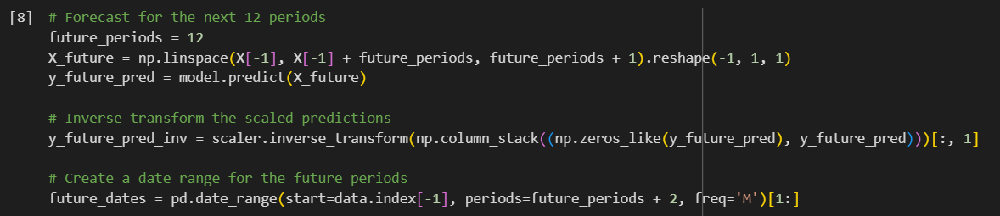 [8] # Forecast for the next 12 periods
future_periods = 12
X_future = np.linspace(X[-1], X[-1] + future_periods, future_periods + 1).reshape(-1, 1, 1)
y_future_pred = model.predict(X_future)
# Inverse transform the scaled predictions
y_future_pred_inv = scaler.inverse_transform(np.column_stack((np.zeros_like(y_future_pred), y_future_pred)))[:, 1]
# Create a date range for the future periods
future_dates = pd.date_range(start=data.index[-1], periods=future_periods + 2, freq='M')[1:]